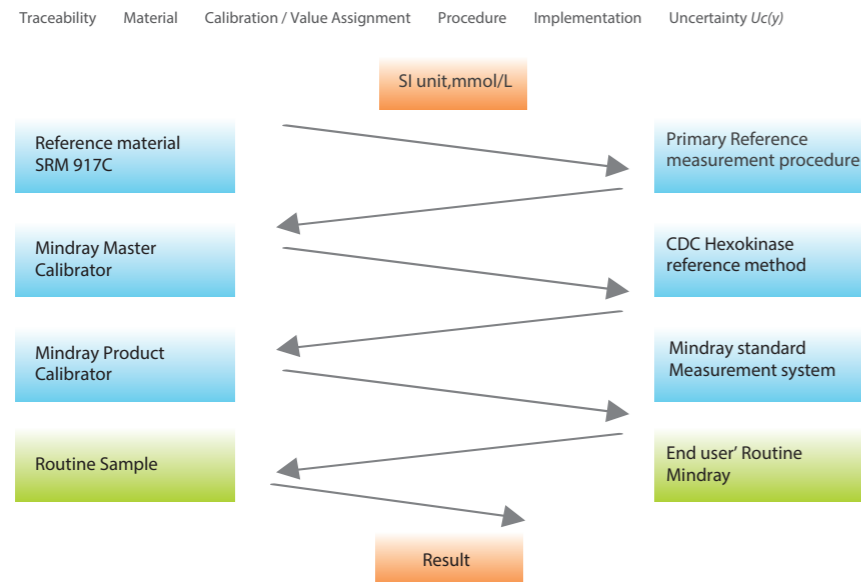 Traceability Material Calibration / Value Assignment Procedure Implementation Uncertainty Uc(y)
SI unit,mmol/L
Reference material
SRM 917C
Primary Reference
measurement procedure
Mindray Master
Calibrator
CDC Hexokinase
reference method
Mindray Product
Calibrator
Mindray standard
Measurement system
Routine Sample
End user' Routine
Mindray
Result